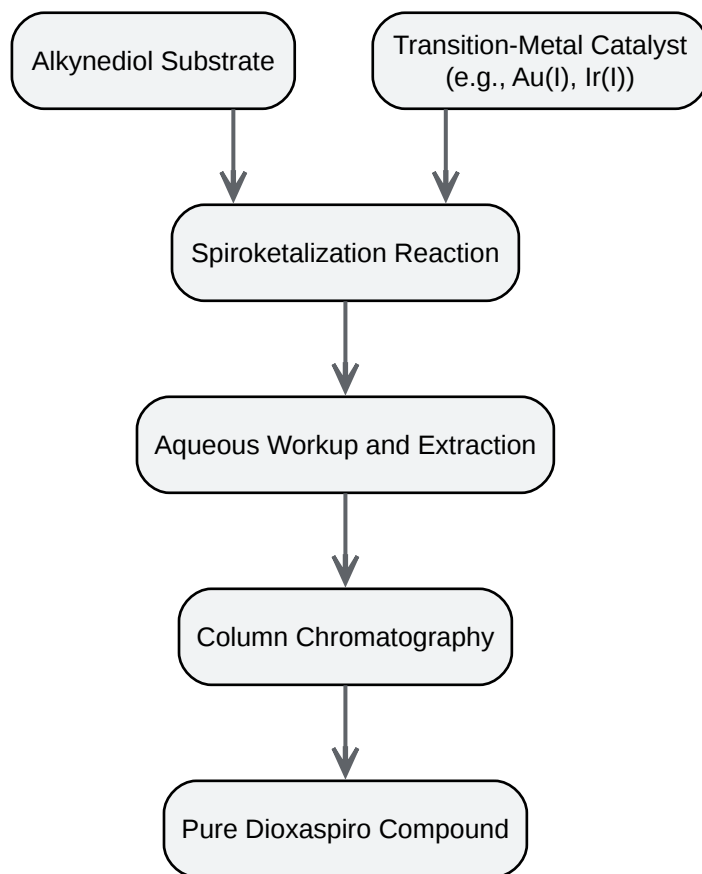 Alkynediol Substrate
Transition-Metal Catalyst
(e.g., Au(I), Ir(I))
Spiroketalization Reaction
Aqueous Workup and Extraction
Column Chromatography
Pure Dioxaspiro Compound